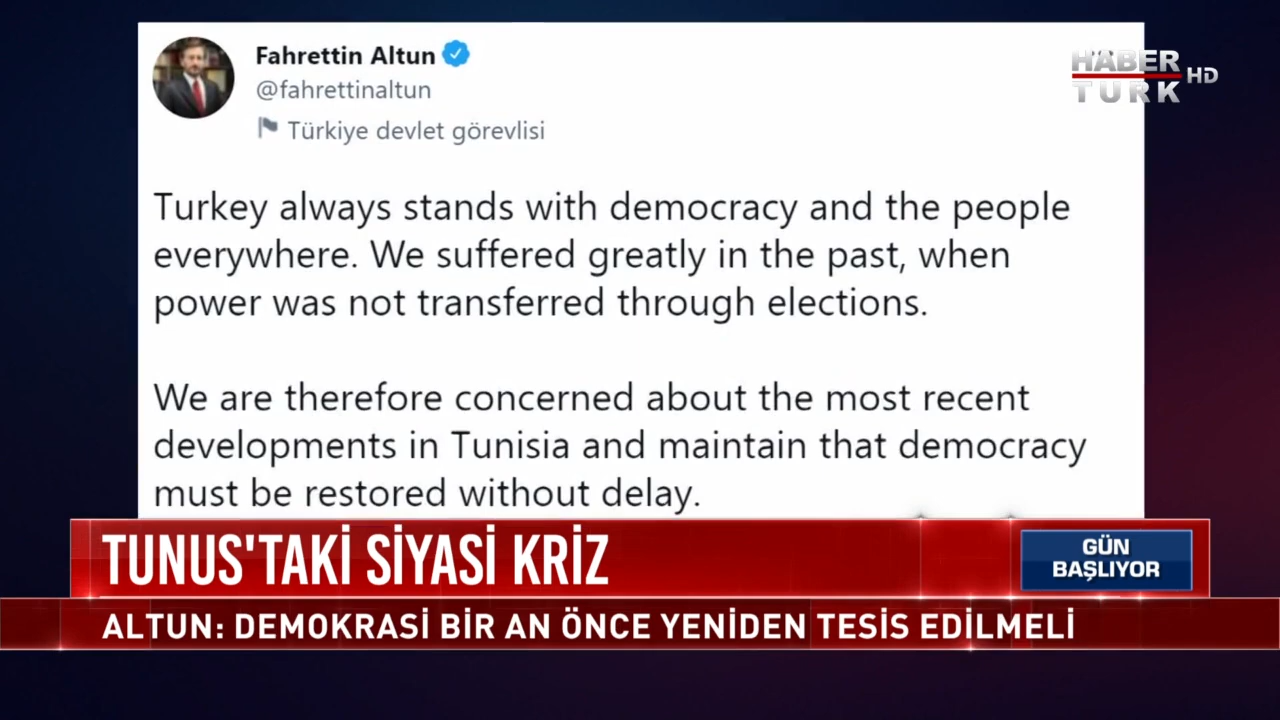 Fahrettin Altun
@fahrettinaltun
Türkiye devlet görevlisi
HABER
TURK HD
Turkey always stands with democracy and the people
everywhere. We suffered greatly in the past, when
power was not transferred through elections.
We are therefore concerned about the most recent
developments in Tunisia and maintain that democracy
must be restored without delay.
TUNUS'TAKİ SİYASİ KRİZ
GÜN
BAŞLIYOR
ALTUN: DEMOKRASİ BİR AN ÖNCE YENİDEN TESİS EDİLMELİ